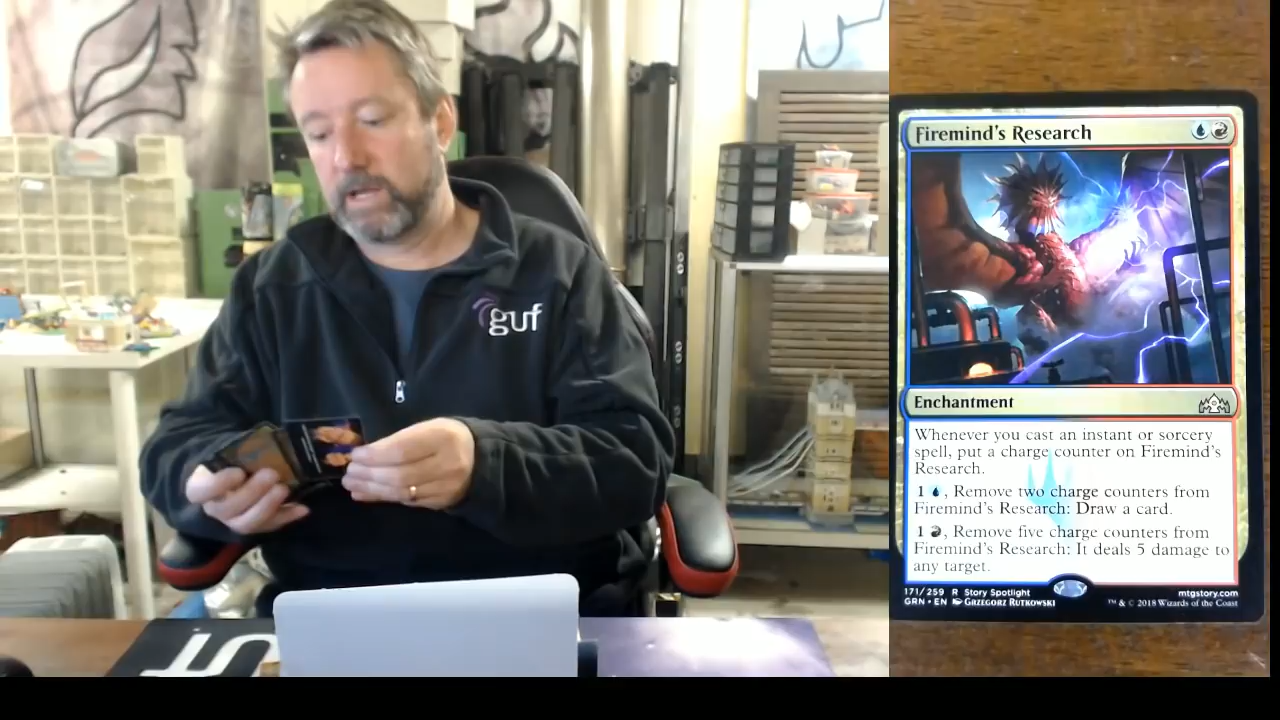 guf
Firemind's Research
Enchantment
Whenever you cast an instant or sorcery
spell, put a charge counter on Firemind's
Research.
1 , Remove two charge counters from
Firemind's Research: Draw a card.
1 , Remove five charge counters from
Firemind's Research: It deals 5 damage to
any target.
171/259 R Story Spotlight
mtgstory.com
GRN • EN Grzegorz Rutkowski
™ & © 2018 Wizards of the Coast